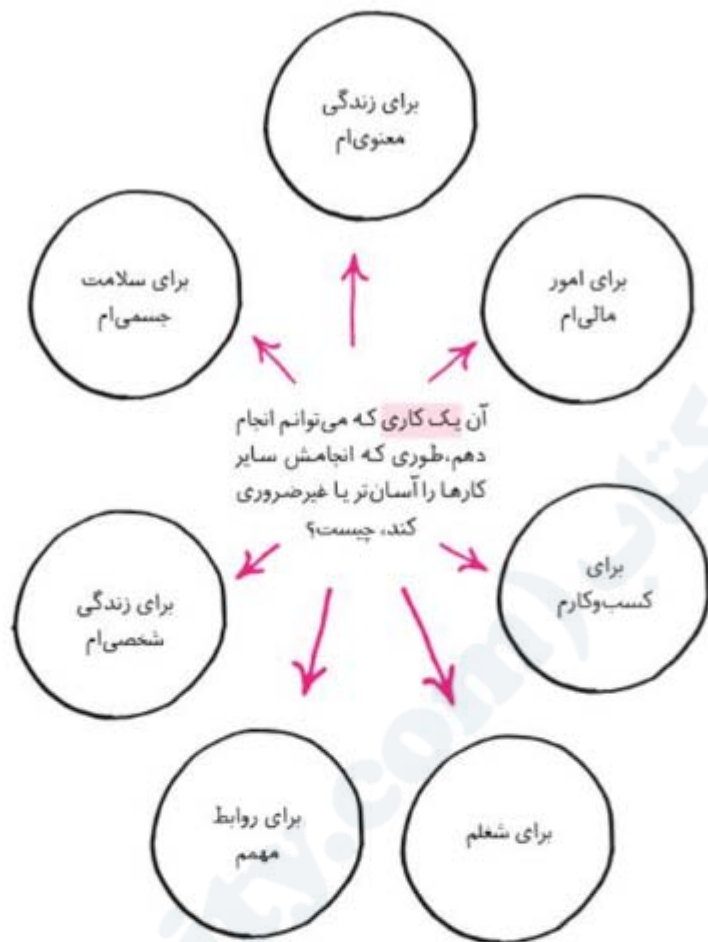 برای زندگی
معنوی‌ام
برای سلامت
جسمی‌ام
برای امور
مالی‌ام
آن یک کاری که می‌توانم انجام
دهم،طوری که انجامش سایر
کارها را آسان‌تر یا غیرضروری
کند، چیست؟
برای زندگی
شخصی‌ام
برای
کسب‌وکارم
برای روابط
مهمم
برای شغلم